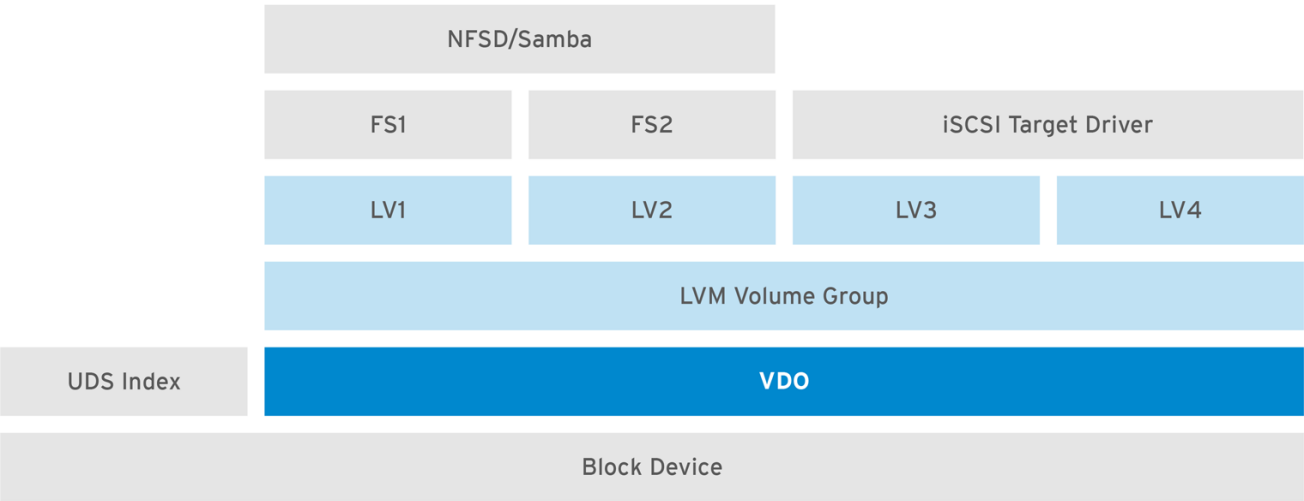 NFSD/Samba
FS1
FS2
iSCSI Target Driver
LV1
LV2
LV3
LV4
LVM Volume Group
UDS Index
VDO
Block Device